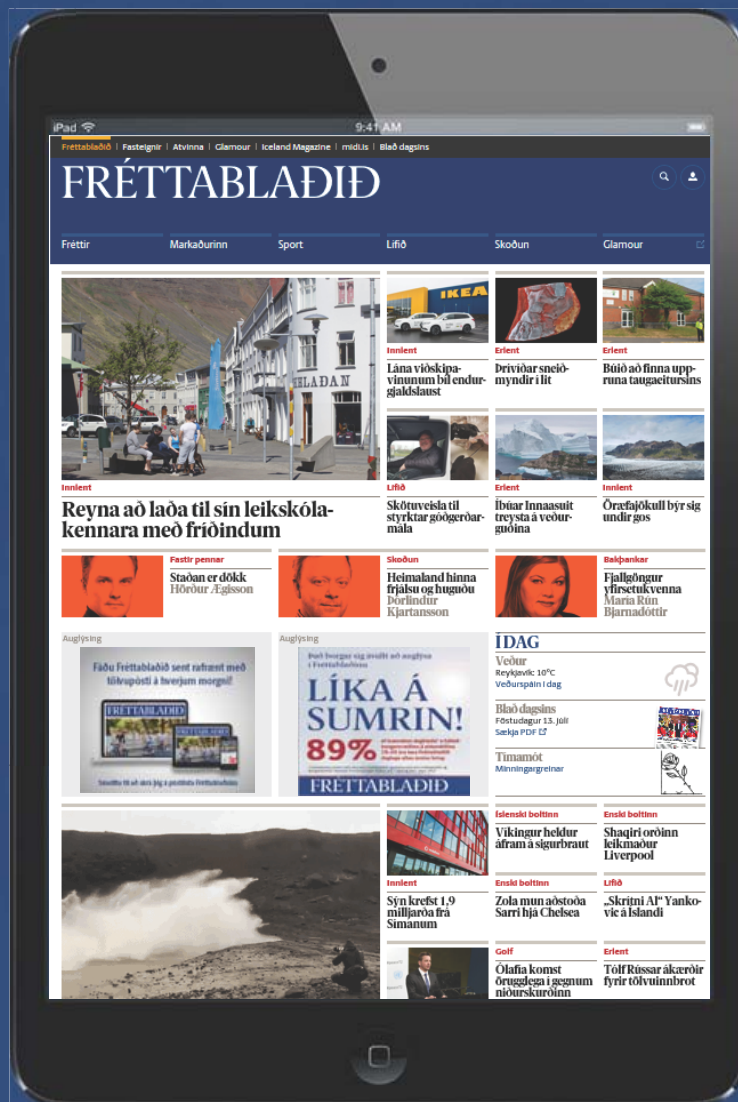 iPad
9:41 AM
Fréttablaðið | Fasteignir | Atvinna | Glamour | Iceland Magazine | midi.is | Blað dagsins
FRÉTTABLAÐIÐ
Fréttir Markaðurinn Sport Lífið Skoðun Glamour
IKEA
Innlent
Lána viðskipa-
vinunum bíl endur-
gjaldslaust
Erlent
Þrívíðar sneið-
myndir í lit
Erlent
Búið að finna upp-
runa taugaeitursins
Innlent
Reyna að laða til sín leikskóla-
kennara með fríðindum
Lífið
Skötuveisla til
styrktar góðgerðar-
mála
Erlent
Íbúar Innaasuit
treysta á veður-
guðina
Innlent
Öræfajökull býr sig
undir gos
Fastir pennar
Staðan er dökk
Hörður Ægisson
Skoðun
Heimaland hinna
frjálsu og huguðu
Þorlindur
Kjartansson
Bakþankar
Fjallgöngur
yfirsetukvenna
María Rún
Bjarnadóttir
Auglýsing
Fáðu Fréttablaðið sent rafrænt með
tölvupósti á hverjum morgni!
FRÉTTABLAÐIÐ
Auglýsing
Það borgar sig ávallt að auglýsa
í Fréttablaðinu
LÍKA Á
SUMRIN!
89%
FRÉTTABLAÐIÐ
Í DAG
Veður
Reykjavík: 10°C
Veðurspáin í dag
Blað dagsins
Föstudagur 13. júlí
Sækja PDF
Tímamót
Minningargreinar
Innlent
Sýn krefst 1,9
milljarða frá
Símanum
Íslenski boltinn
Víkingur heldur
áfram á sigurbraut
Enski boltinn
Shaqiri orðinn
leikmaður
Liverpool
Enski boltinn
Zola mun aðstoða
Sarri hjá Chelsea
Lífið
„Skrítni Al“ Yanko-
vic á Íslandi
Golf
Ólafía komst
örugglega í gegnum
niðurskurðinn
Erlent
Tólf Rússar ákærðir
fyrir tölvuinnbrot